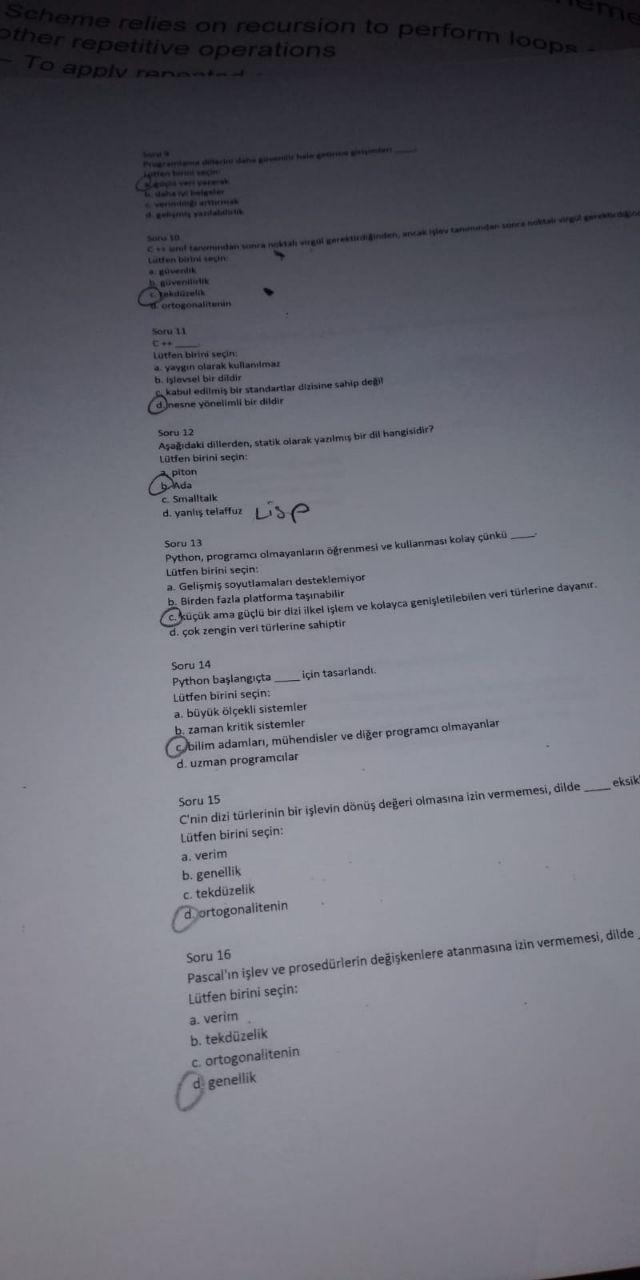 Scheme relies on recursion to perform loops -
other repetitive operations
- To apply
Soru 9
Programlama dillerini daha güvenilir hale getirme girişimleri ____.
Lütfen birini seçin:
b. daha iyi belgeler
c. verimliliği arttırmak
d. gelişmiş yazılabilirlik
Soru 10
C ++ sınıf tanımından sonra noktalı virgül gerektirdiğinden, ancak işlev tanımından sonra noktalı virgül
Lütfen birini seçin:
a. güvenlik
b. güvenilirlik
c. tekdüzelik
d. ortogonalitenin
Soru 11
C ++ ____.
Lütfen birini seçin:
a. yaygın olarak kullanılmaz
b. işlevsel bir dildir
c. kabul edilmiş bir standartlar dizisine sahip değil
d. nesne yönelimli bir dildir
Soru 12
Aşağıdaki dillerden, statik olarak yazılmış bir dil hangisidir?
Lütfen birini seçin:
a. piton
b. Ada
c. Smalltalk
d. yanlış telaffuz Lisp
Soru 13
Python, programcı olmayanların öğrenmesi ve kullanması kolay çünkü ____.
Lütfen birini seçin:
a. Gelişmiş soyutlamaları desteklemiyor
b. Birden fazla platforma taşınabilir
c. küçük ama güçlü bir dizi ilkel işlem ve kolayca genişletilebilen veri türlerine dayanır.
d. çok zengin veri türlerine sahiptir
Soru 14
Python başlangıçta ____ için tasarlandı.
Lütfen birini seçin:
a. büyük ölçekli sistemler
b. zaman kritik sistemler
c. bilim adamları, mühendisler ve diğer programcı olmayanlar
d. uzman programcılar
Soru 15
C'nin dizi türlerinin bir işlevin dönüş değeri olmasına izin vermemesi, dilde ____ eksik
Lütfen birini seçin:
a. verim
b. genellik
c. tekdüzelik
d. ortogonalitenin
Soru 16
Pascal'ın işlev ve prosedürlerin değişkenlere atanmasına izin vermemesi, dilde
Lütfen birini seçin:
a. verim
b. tekdüzelik
c. ortogonalitenin
d. genellik